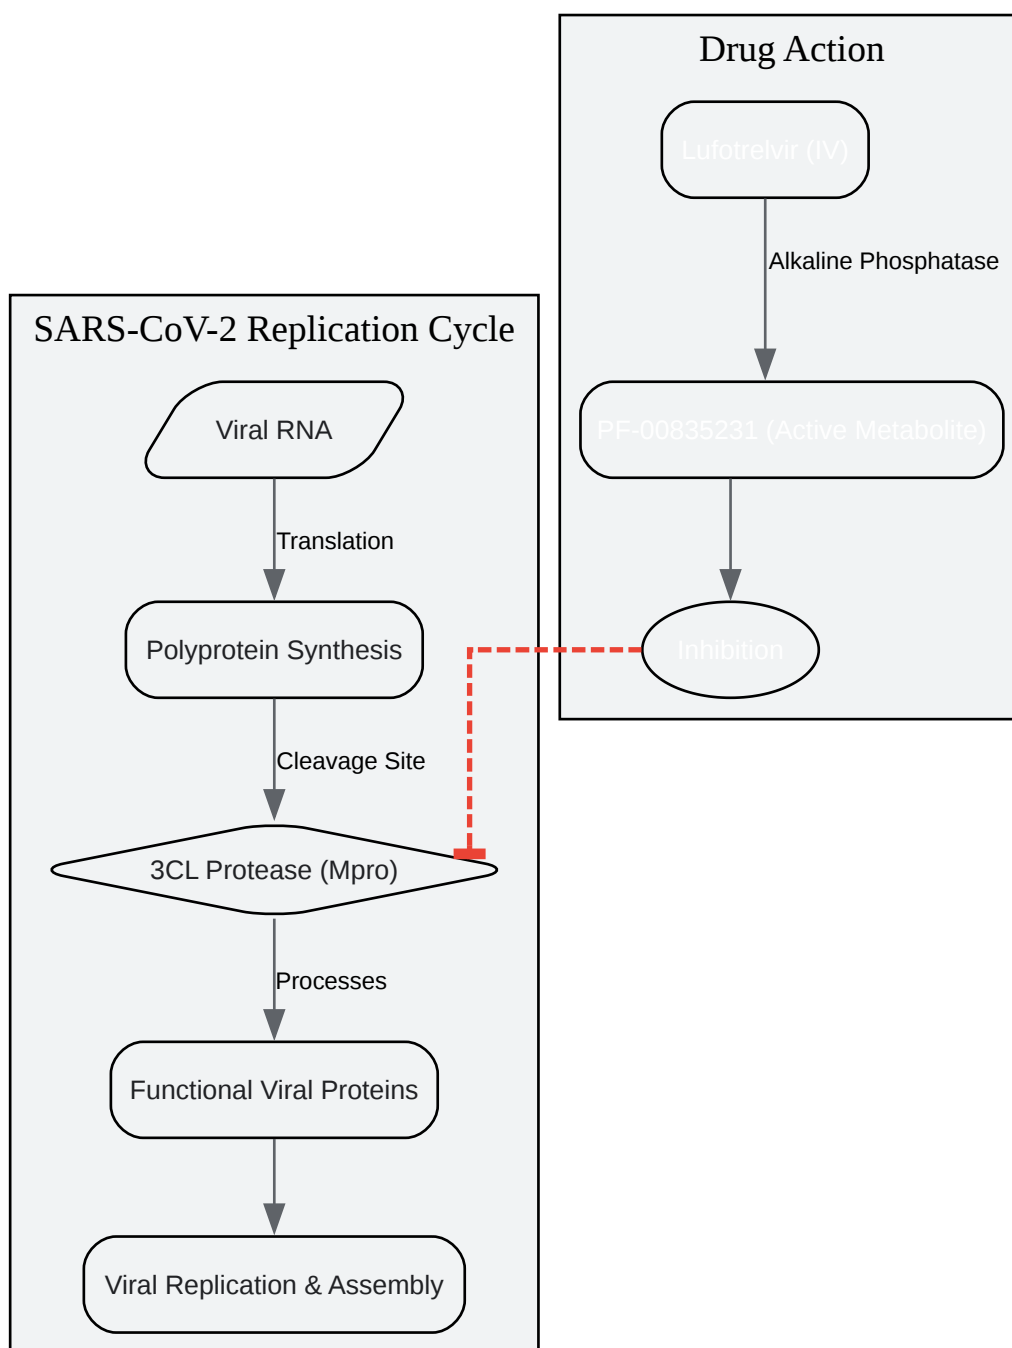 Drug Action
Lufotrelvir (IV)
Alkaline Phosphatase
PF-00835231 (Active Metabolite)
Inhibition
SARS-CoV-2 Replication Cycle
Viral RNA
Translation
Polyprotein Synthesis
Cleavage Site
3CL Protease (Mpro)
Processes
Functional Viral Proteins
Viral Replication & Assembly